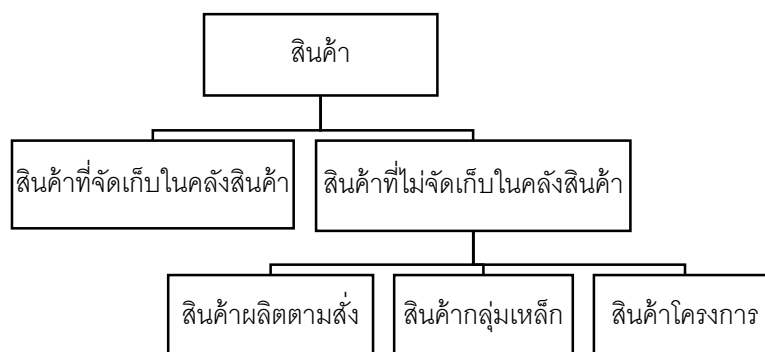 สินค้า
สินค้าที่จัดเก็บในคลังสินค้า
สินค้าที่ไม่จัดเก็บในคลังสินค้า
สินค้าผลิตตามสั่ง
สินค้ากลุ่มเหล็ก
สินค้าโครงการ